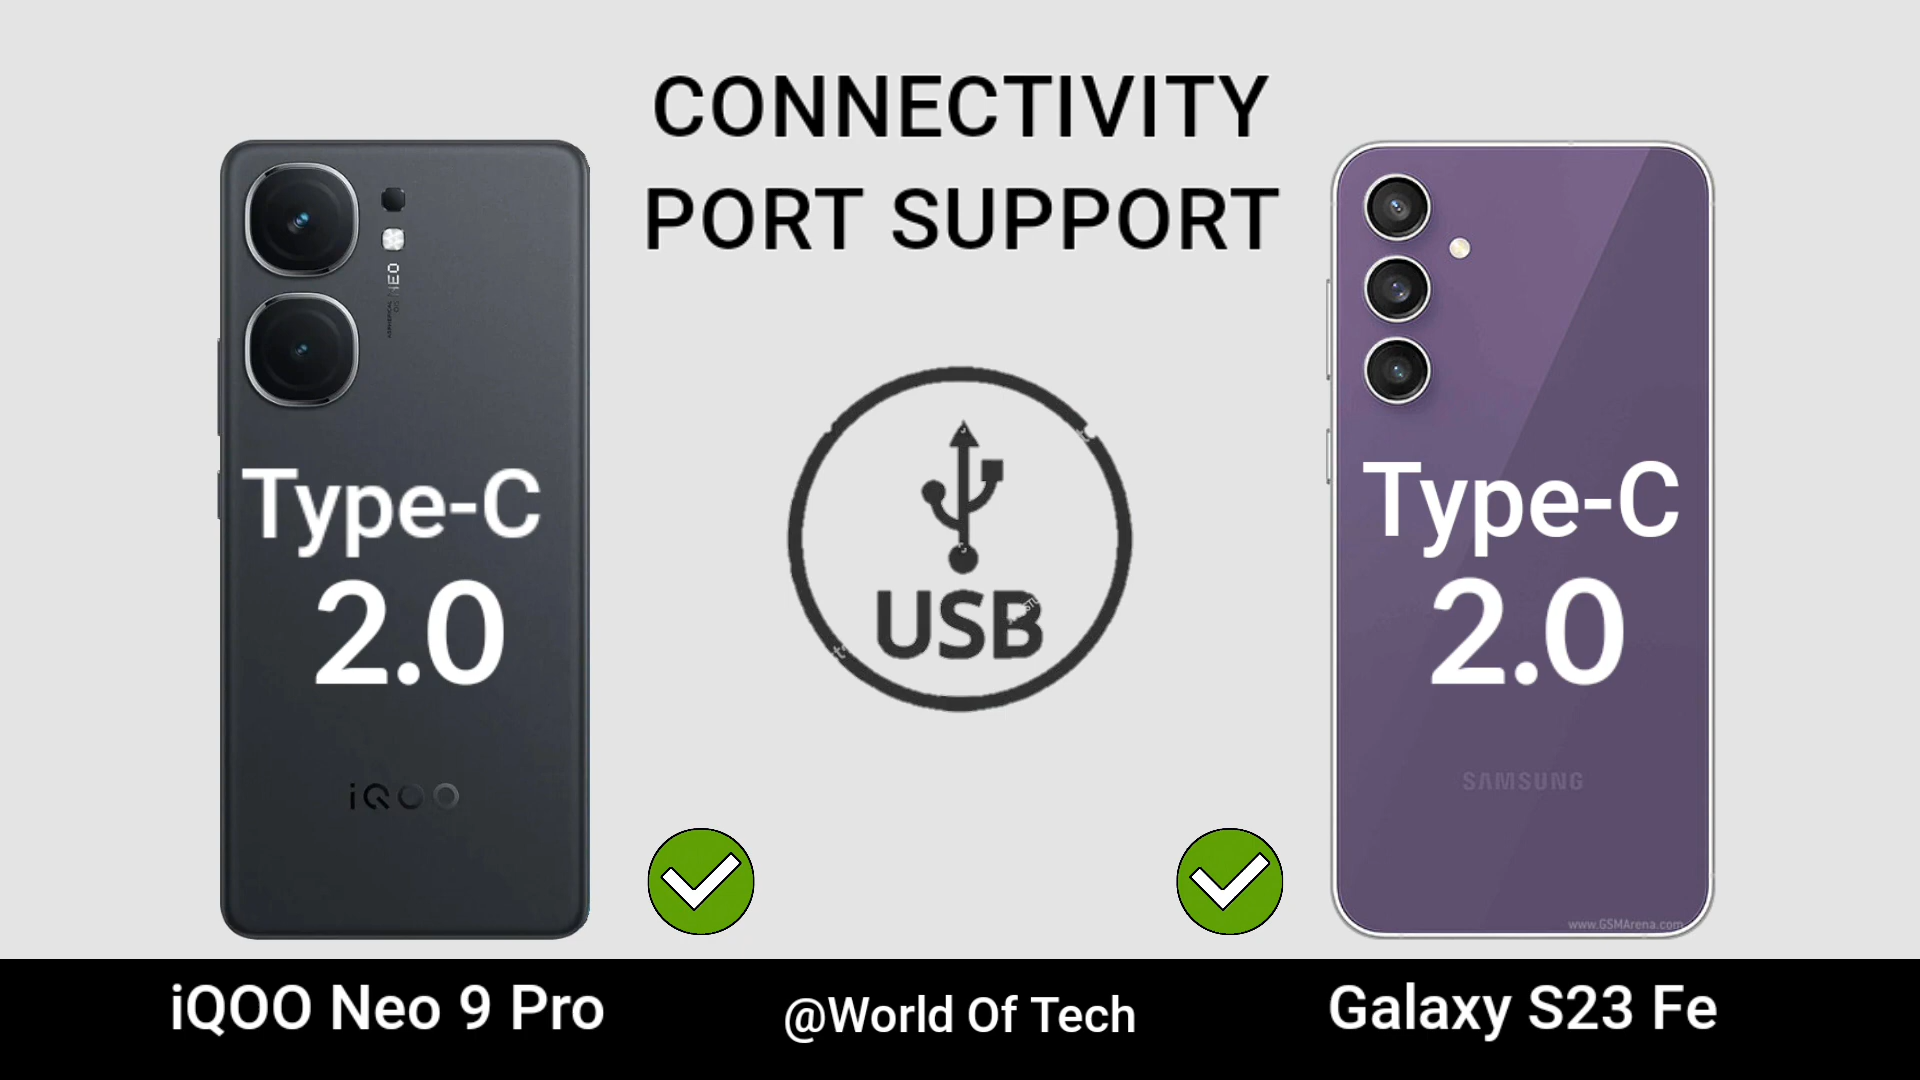 CONNECTIVITY
PORT SUPPORT
NEO
Type-C
2.0
iQOO
USB
Type-C
2.0
SAMSUNG
www.GSMArena.com
iQOO Neo 9 Pro
@World Of Tech
Galaxy S23 Fe